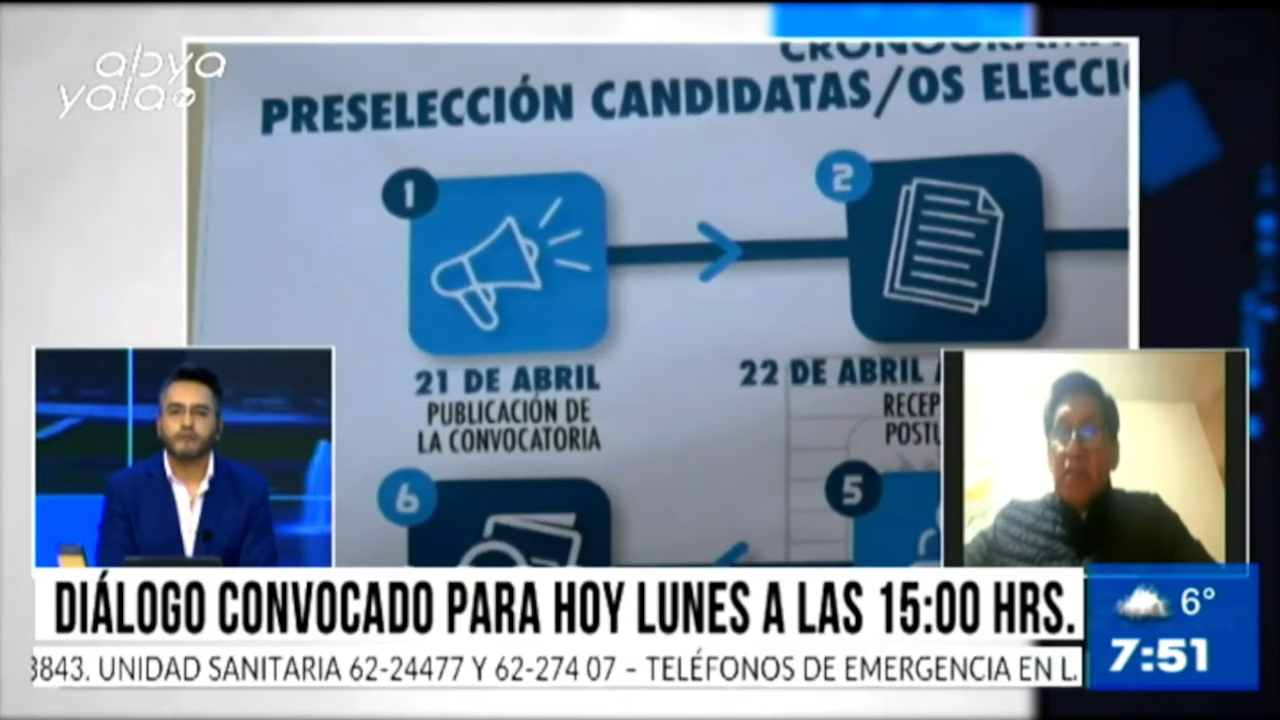 abya
yala
CRONOGRAMA
PRESELECCIÓN CANDIDATAS/OS ELECCI
1
2
21 DE ABRIL
PUBLICACIÓN DE
LA CONVOCATORIA
22 DE ABRIL
RECEP
POSTU
6
5
DIÁLOGO CONVOCADO PARA HOY LUNES A LAS 15:00 HRS.
6°
7:51
3843. UNIDAD SANITARIA 62-24477 Y 62-274 07 – TELÉFONOS DE EMERGENCIA EN L.